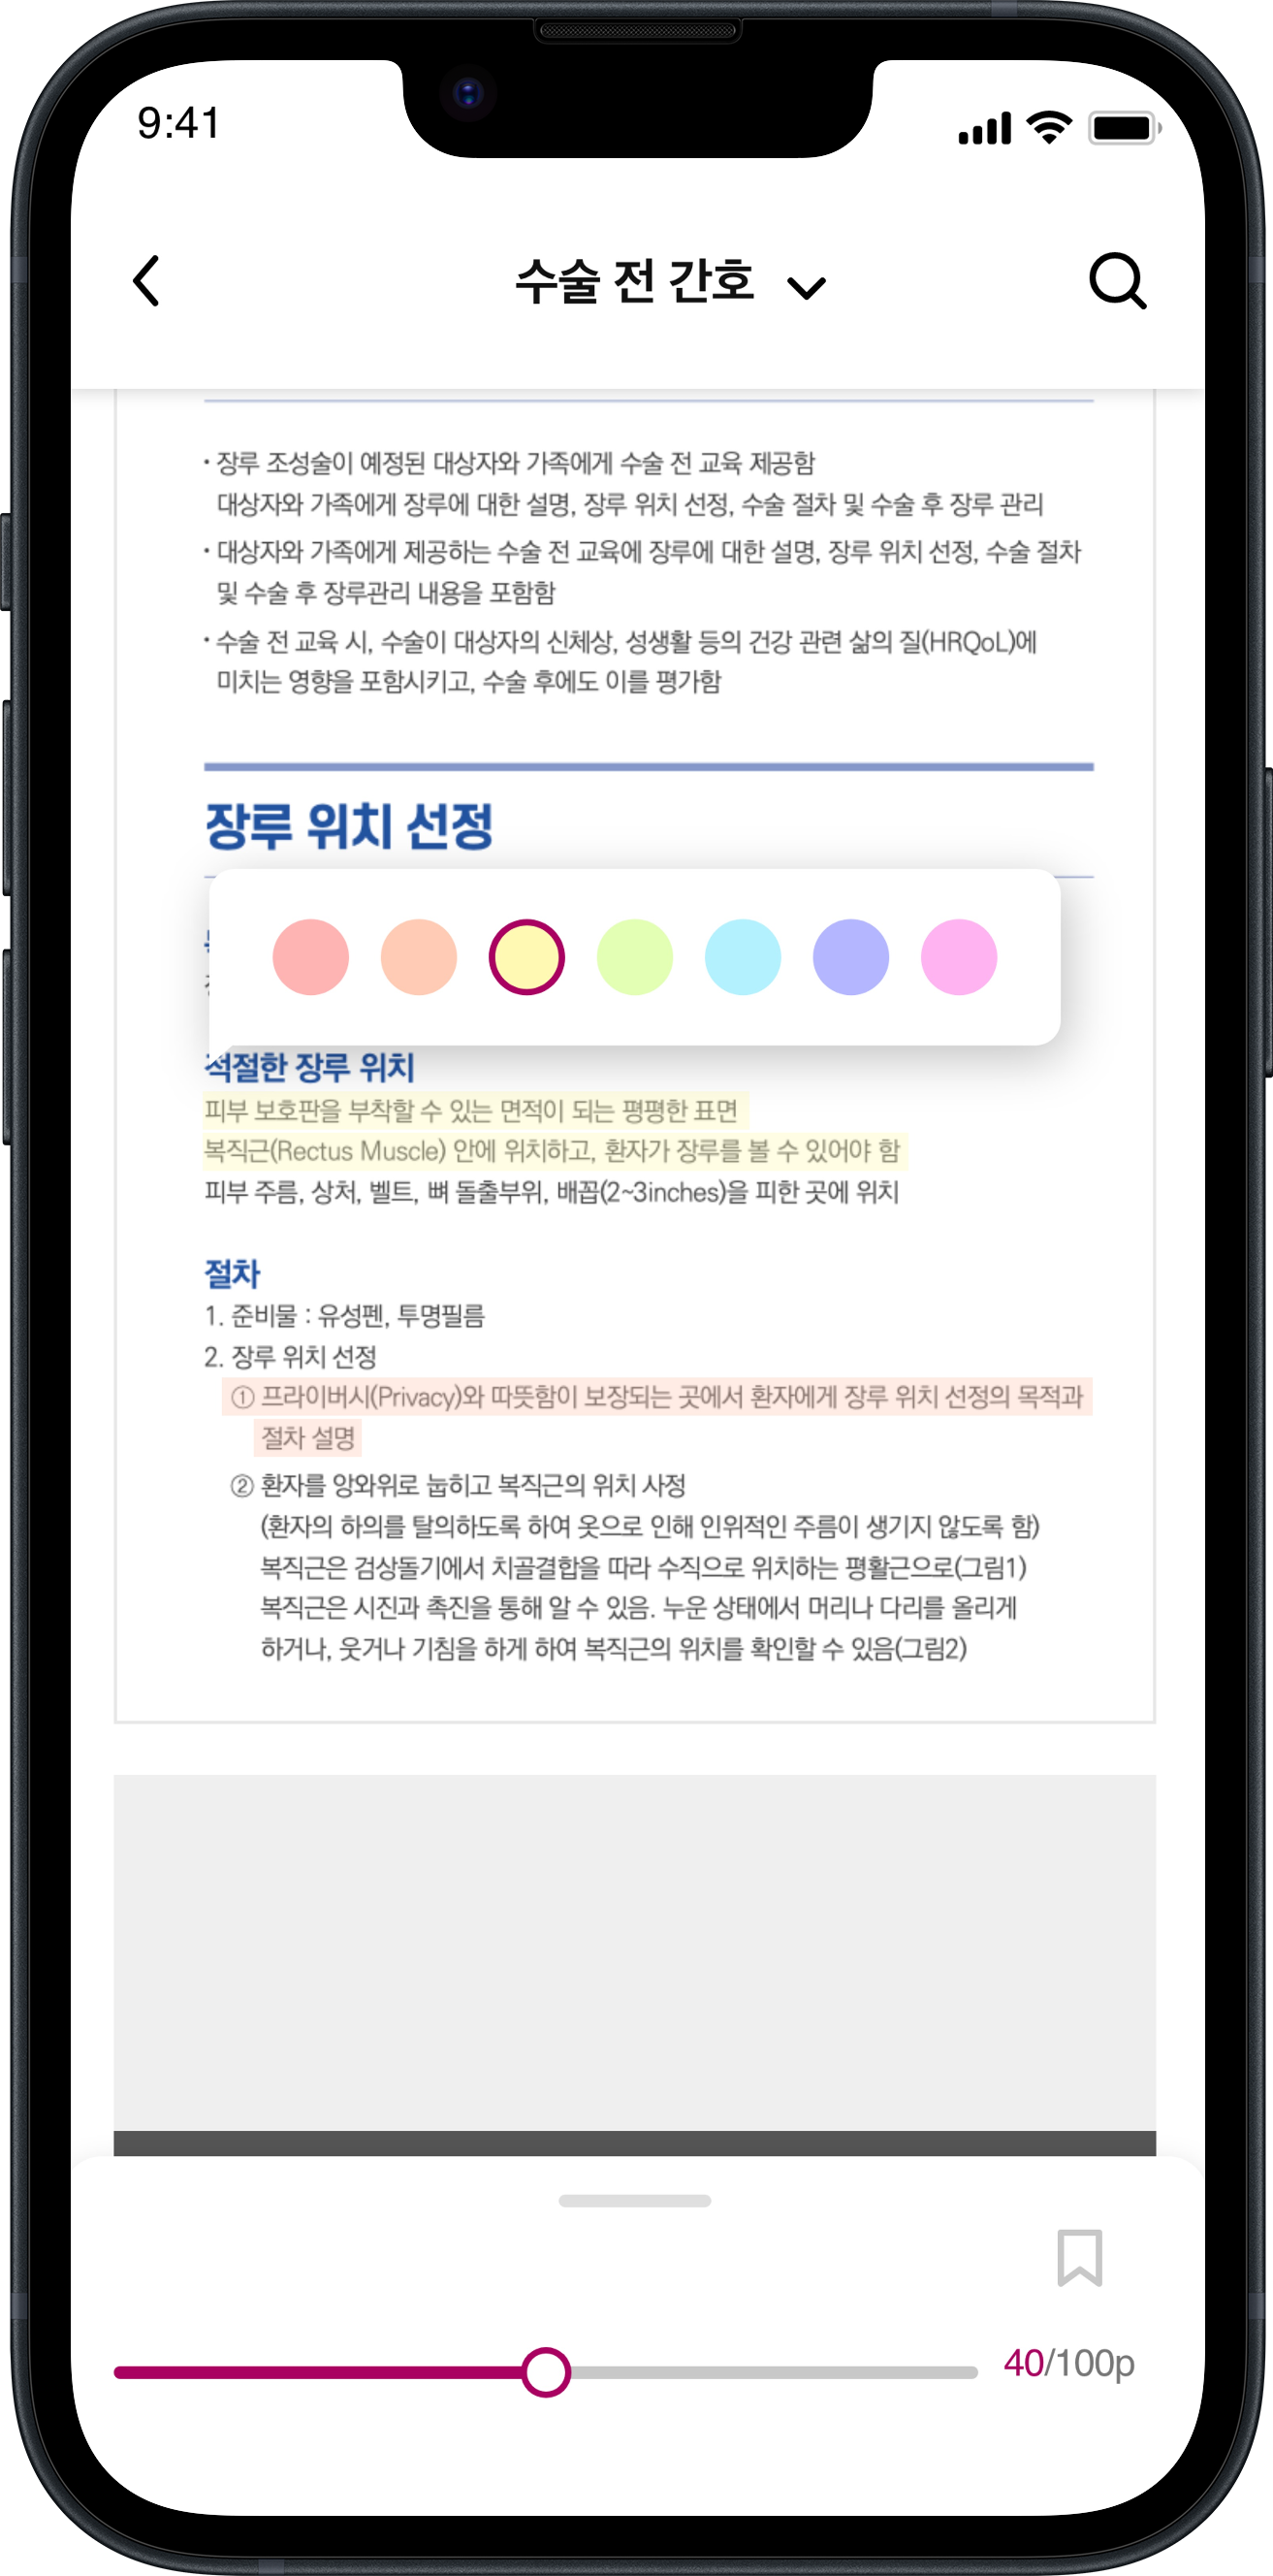 9:41
수술 전 간호
· 장루 조성술이 예정된 대상자와 가족에게 수술 전 교육 제공함
대상자와 가족에게 장루에 대한 설명, 장루 위치 선정, 수술 절차 및 수술 후 장루 관리
· 대상자와 가족에게 제공하는 수술 전 교육에 장루에 대한 설명, 장루 위치 선정, 수술 절차
및 수술 후 장루관리 내용을 포함함
· 수술 전 교육 시, 수술이 대상자의 신체상, 성생활 등의 건강 관련 삶의 질(HRQoL)에
미치는 영향을 포함시키고, 수술 후에도 이를 평가함
장루 위치 선정
적절한 장루 위치
피부 보호판을 부착할 수 있는 면적이 되는 평평한 표면
복직근(Rectus Muscle) 안에 위치하고, 환자가 장루를 볼 수 있어야 함
피부 주름, 상처, 벨트, 뼈 돌출부위, 배꼽(2~3inches)을 피한 곳에 위치
절차
1. 준비물 : 유성펜, 투명필름
2. 장루 위치 선정
① 프라이버시(Privacy)와 따뜻함이 보장되는 곳에서 환자에게 장루 위치 선정의 목적과
절차 설명
② 환자를 앙와위로 눕히고 복직근의 위치 사정
(환자의 하의를 탈의하도록 하여 옷으로 인해 인위적인 주름이 생기지 않도록 함)
복직근은 검상돌기에서 치골결합을 따라 수직으로 위치하는 평활근으로(그림1)
복직근은 시진과 촉진을 통해 알 수 있음. 누운 상태에서 머리나 다리를 올리게
하거나, 웃거나 기침을 하게 하여 복직근의 위치를 확인할 수 있음(그림2)
40/100p